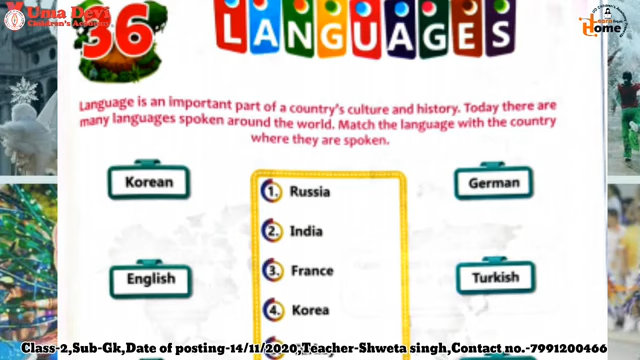 Uma Devi
Children's Academy
Home
36
LANGUAGES
Language is an important part of a country's culture and history. Today there are
many languages spoken around the world. Match the language with the country
where they are spoken.
Korean
1. Russia
German
2. India
English
3. France
Turkish
4. Korea
Class-2,Sub-Gk,Date of posting-14/11/2020,Teacher-Shweta singh,Contact no.-7991200466